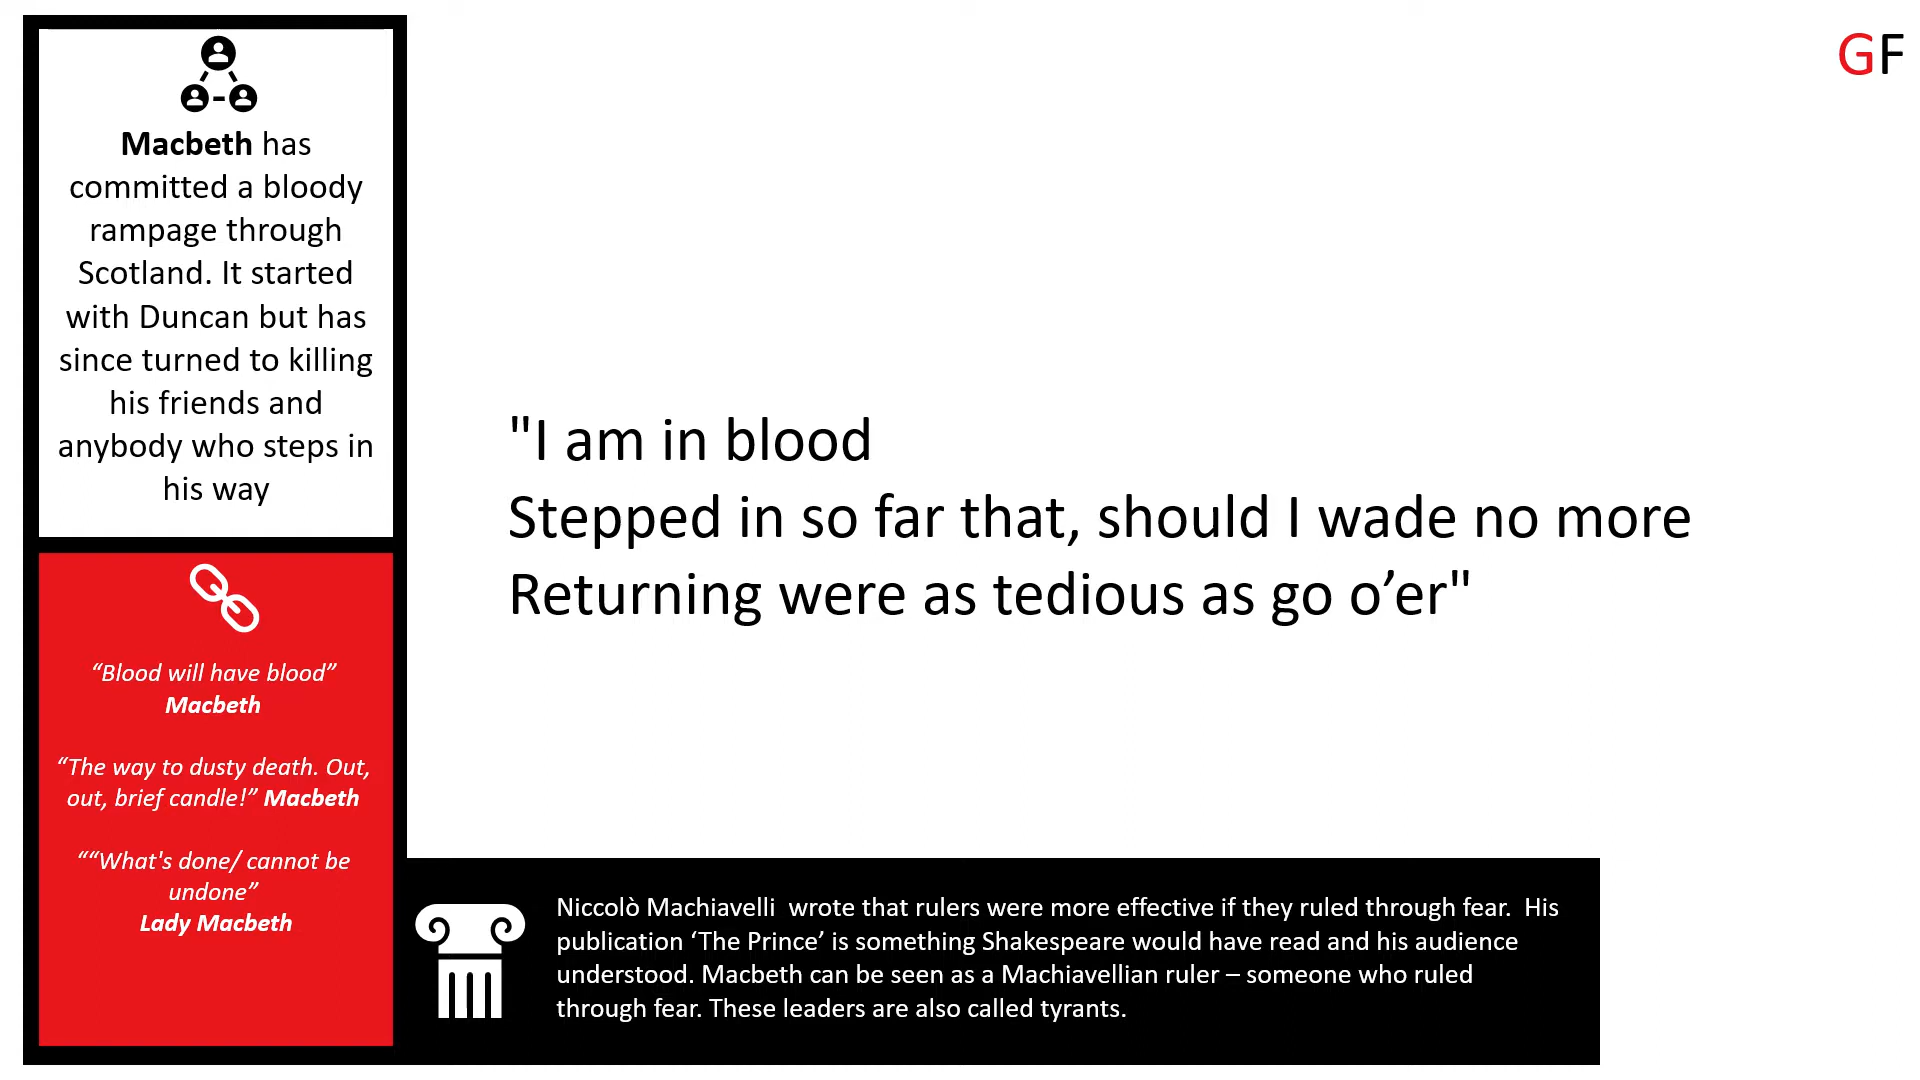 GF
Macbeth has
committed a bloody
rampage through
Scotland. It started
with Duncan but has
since turned to killing
his friends and
anybody who steps in
his way
"I am in blood
Stepped in so far that, should I wade no more
Returning were as tedious as go o’er"
“Blood will have blood”
Macbeth
“The way to dusty death. Out,
out, brief candle!” Macbeth
““What's done/ cannot be
undone”
Lady Macbeth
Niccolò Machiavelli  wrote that rulers were more effective if they ruled through fear.  His
publication ‘The Prince’ is something Shakespeare would have read and his audience
understood. Macbeth can be seen as a Machiavellian ruler – someone who ruled
through fear. These leaders are also called tyrants.